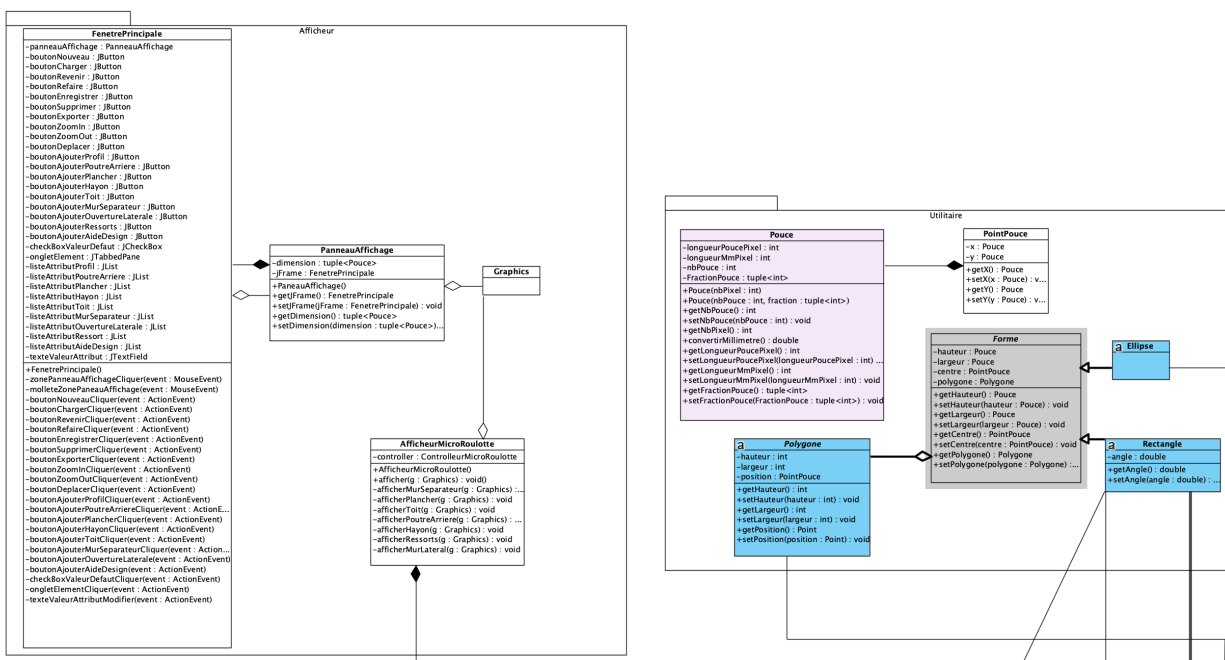 Afficheur
FenetrePrincipale
-panneauAffichage : PanneauAffichage
-boutonNouveau : JButton
-boutonCharger : JButton
-boutonRevenir : JButton
-boutonRefaire : JButton
-boutonEnregistrer : JButton
-boutonSupprimer : JButton
-boutonExporter : JButton
-boutonZoomIn : JButton
-boutonZoomOut : JButton
-boutonDeplacer : JButton
-boutonAjouterProfil : JButton
-boutonAjouterPoutreArriere : JButton
-boutonAjouterPlancher : JButton
-boutonAjouterHayon : JButton
-boutonAjouterToit : JButton
-boutonAjouterMurSeparateur : JButton
-boutonAjouterOuvertureLaterale : JButton
-boutonAjouterRessorts : JButton
-boutonAjouterAideDesign : JButton
-checkBoxValeurDefaut : JCheckBox
-ongletElement : JTabbedPane
-listeAttributProfil : JList
-listeAttributPoutreArriere : JList
-listeAttributPlancher : JList
-listeAttributHayon : JList
-listeAttributToit : JList
-listeAttributMurSeparateur : JList
-listeAttributOuvertureLaterale : JList
-listeAttributRessort : JList
-listeAttributAideDesign : JList
-texteValeurAttribut : JTextField
+FenetrePrincipale()
-zonePanneauAffichageCliquer(event : MouseEvent)
-molleteZonePaneauAffichage(event : MouseEvent)
-boutonNouveauCliquer(event : ActionEvent)
-boutonChargerCliquer(event : ActionEvent)
-boutonRevenirCliquer(event : ActionEvent)
-boutonRefaireCliquer(event : ActionEvent)
-boutonEnregistrerCliquer(event : ActionEvent)
-boutonSupprimerCliquer(event : ActionEvent)
-boutonExporterCliquer(event : ActionEvent)
-boutonZoomInCliquer(event : ActionEvent)
-boutonZoomOutCliquer(event : ActionEvent)
-boutonDeplacerCliquer(event : ActionEvent)
-boutonAjouterProfilCliquer(event : ActionEvent)
-boutonAjouterPoutreArriereCliquer(event : ActionE...
-boutonAjouterPlancherCliquer(event : ActionEvent)
-boutonAjouterHayonCliquer(event : ActionEvent)
-boutonAjouterToitCliquer(event : ActionEvent)
-boutonAjouterMurSeparateurCliquer(event : Action...
-boutonAjouterOuvertureLaterale(event : ActionEvent)
-boutonAjouterAideDesign(event : ActionEvent)
-checkBoxValeurDefautCliquer(event : ActionEvent)
-ongletElementCliquer(event : ActionEvent)
-texteValeurAttributModifier(event : ActionEvent)
PanneauAffichage
-dimension : tuple<Pouce>
-jFrame : FenetrePrincipale
+PaneauAffichage()
+getJFrame() : FenetrePrincipale
+setJFrame(jFrame : FenetrePrincipale) : void
+getDimension() : tuple<Pouce>
+setDimension(dimension : tuple<Pouce>)...
Graphics
AfficheurMicroRoulotte
-controller : ControlleurMicroRoulotte
+AfficheurMicroRoulotte()
+afficher(g : Graphics) : void()
-afficherMurSeparateur(g : Graphics) :...
-afficherPlancher(g : Graphics) : void
-afficherToit(g : Graphics) : void
-afficherPoutreArriere(g : Graphics) : ...
-afficherHayon(g : Graphics) : void
-afficherRessorts(g : Graphics) : void
-afficherMurLateral(g : Graphics) : void
Utilitaire
Pouce
-longueurPoucePixel : int
-longueurMmPixel : int
-nbPouce : int
-FractionPouce : tuple<int>
+Pouce(nbPixel : int)
+Pouce(nbPouce : int, fraction : tuple<int>)
+getNbPouce() : int
+setNbPouce(nbPouce : int) : void
+getNbPixel() : int
+convertirMillimetre() : double
+getLongueurPoucePixel() : int
+setLongueurPoucePixel(longueurPoucePixel : int) ...
+getLongueurMmPixel() : int
+setLongueurMmPixel(longueurMmPixel : int) : void
+getFractionPouce() : tuple<int>
+setFractionPouce(FractionPouce : tuple<int>) : void
PointPouce
-x : Pouce
-y : Pouce
+getX() : Pouce
+setX(x : Pouce) : v...
+getY() : Pouce
+setY(y : Pouce) : v...
Forme
-hauteur : Pouce
-largeur : Pouce
-centre : PointPouce
-polygone : Polygone
+getHauteur() : Pouce
+setHauteur(hauteur : Pouce) : void
+getLargeur() : Pouce
+setLargeur(largeur : Pouce) : void
+getCentre() : PointPouce
+setCentre(centre : PointPouce) : void
+getPolygone() : Polygone
+setPolygone(polygone : Polygone) :...
a Ellipse
a Polygone
-hauteur : int
-largeur : int
-position : PointPouce
+getHauteur() : int
+setHauteur(hauteur : int) : void
+getLargeur() : int
+setLargeur(largeur : int) : void
+getPosition() : Point
+setPosition(position : Point) : void
a Rectangle
-angle : double
+getAngle() : double
+setAngle(angle : double) : ...